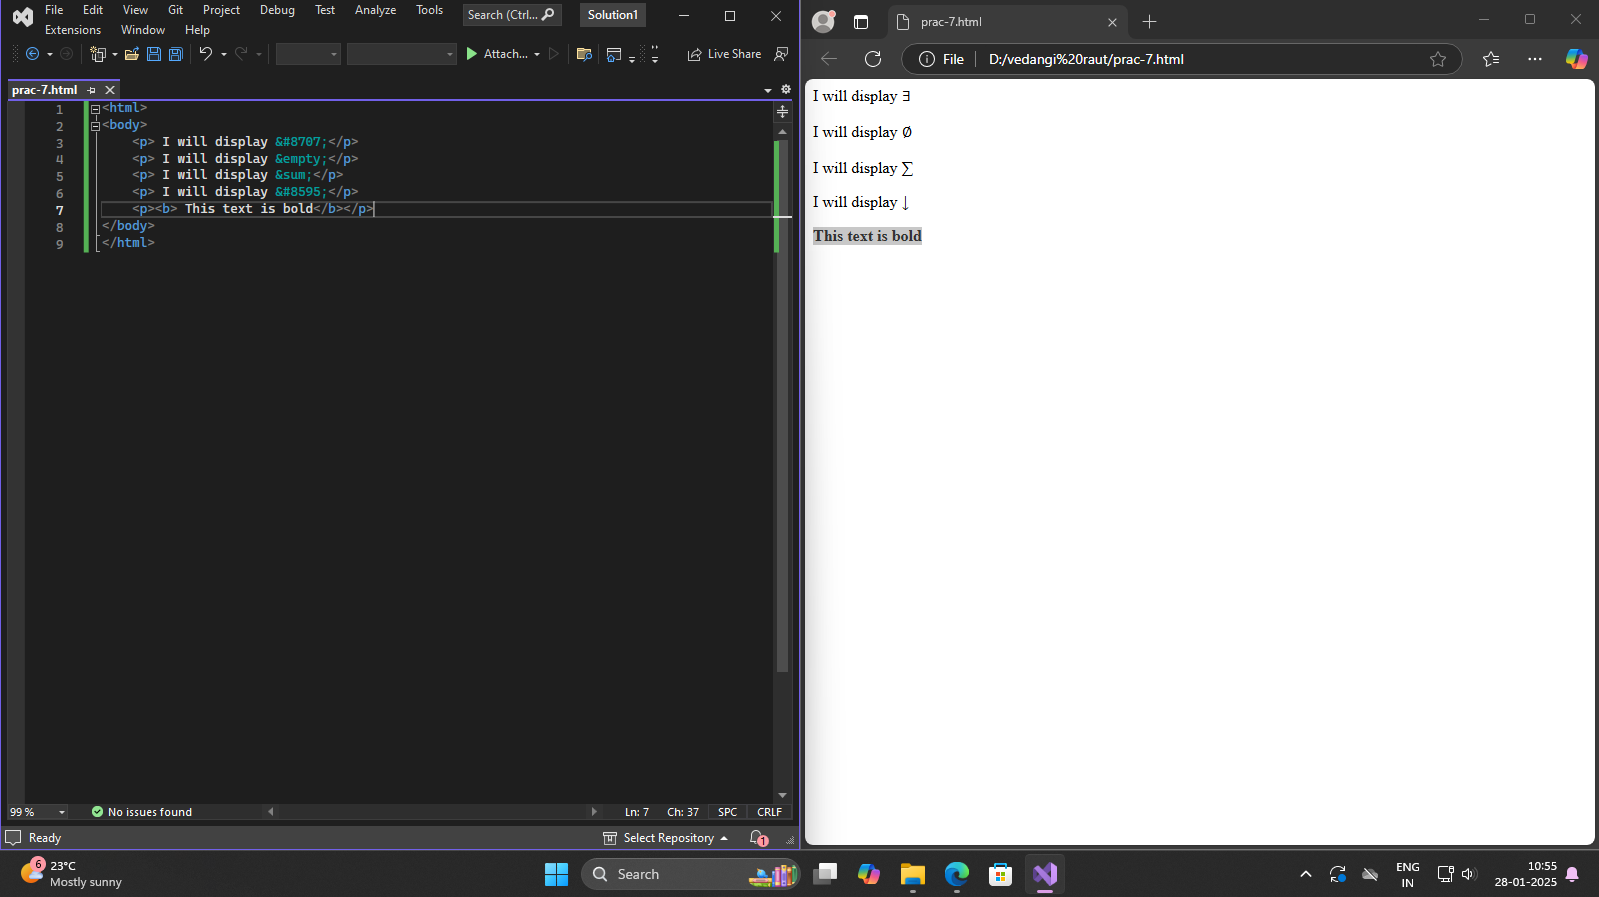 File Edit View Git Project Debug Test Analyze Tools Search (Ctrl... Solution1
Extensions Window Help
Attach... Live Share
prac-7.html
1 <html>
2 <body>
3 <p> I will display &#8707;</p>
4 <p> I will display &empty;</p>
5 <p> I will display &sum;</p>
6 <p> I will display &#8595;</p>
7 <p><b> This text is bold</b></p>
8 </body>
9 </html>
99 % No issues found Ln: 7 Ch: 37 SPC CRLF
Ready Select Repository 1
prac-7.html
File D:/vedangi%20raut/prac-7.html
I will display ∃
I will display ∅
I will display ∑
I will display ↓
This text is bold
6 23°C
Mostly sunny
Search
ENG
IN
10:55
28-01-2025